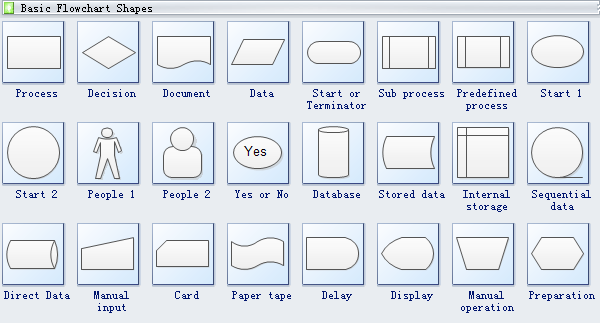 Basic Flowchart Shapes
Process Decision Document Data Start or Terminator Sub process Predefined process Start 1
Yes
Start 2 People 1 People 2 Yes or No Database Stored data Internal storage Sequential data
Direct Data Manual input Card Paper tape Delay Display Manual operation Preparation